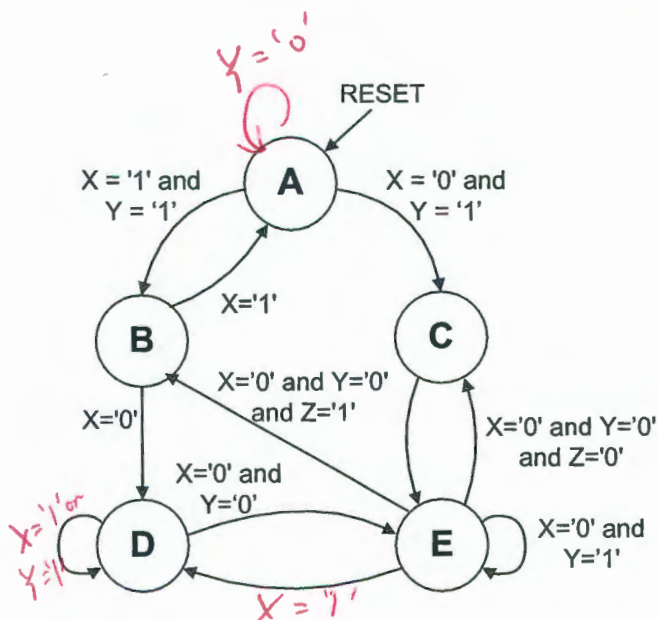 Y = '0'
RESET
A
X = '1' and
Y = '1'
X = '0' and
Y = '1'
X='1'
B
C
X='0' and Y='0'
and Z='1'
X='0'
X='0' and Y='0'
and Z='0'
X='0' and
Y='0'
X='1' or
Y='1'
D
E
X='0' and
Y='1'
X = '1'